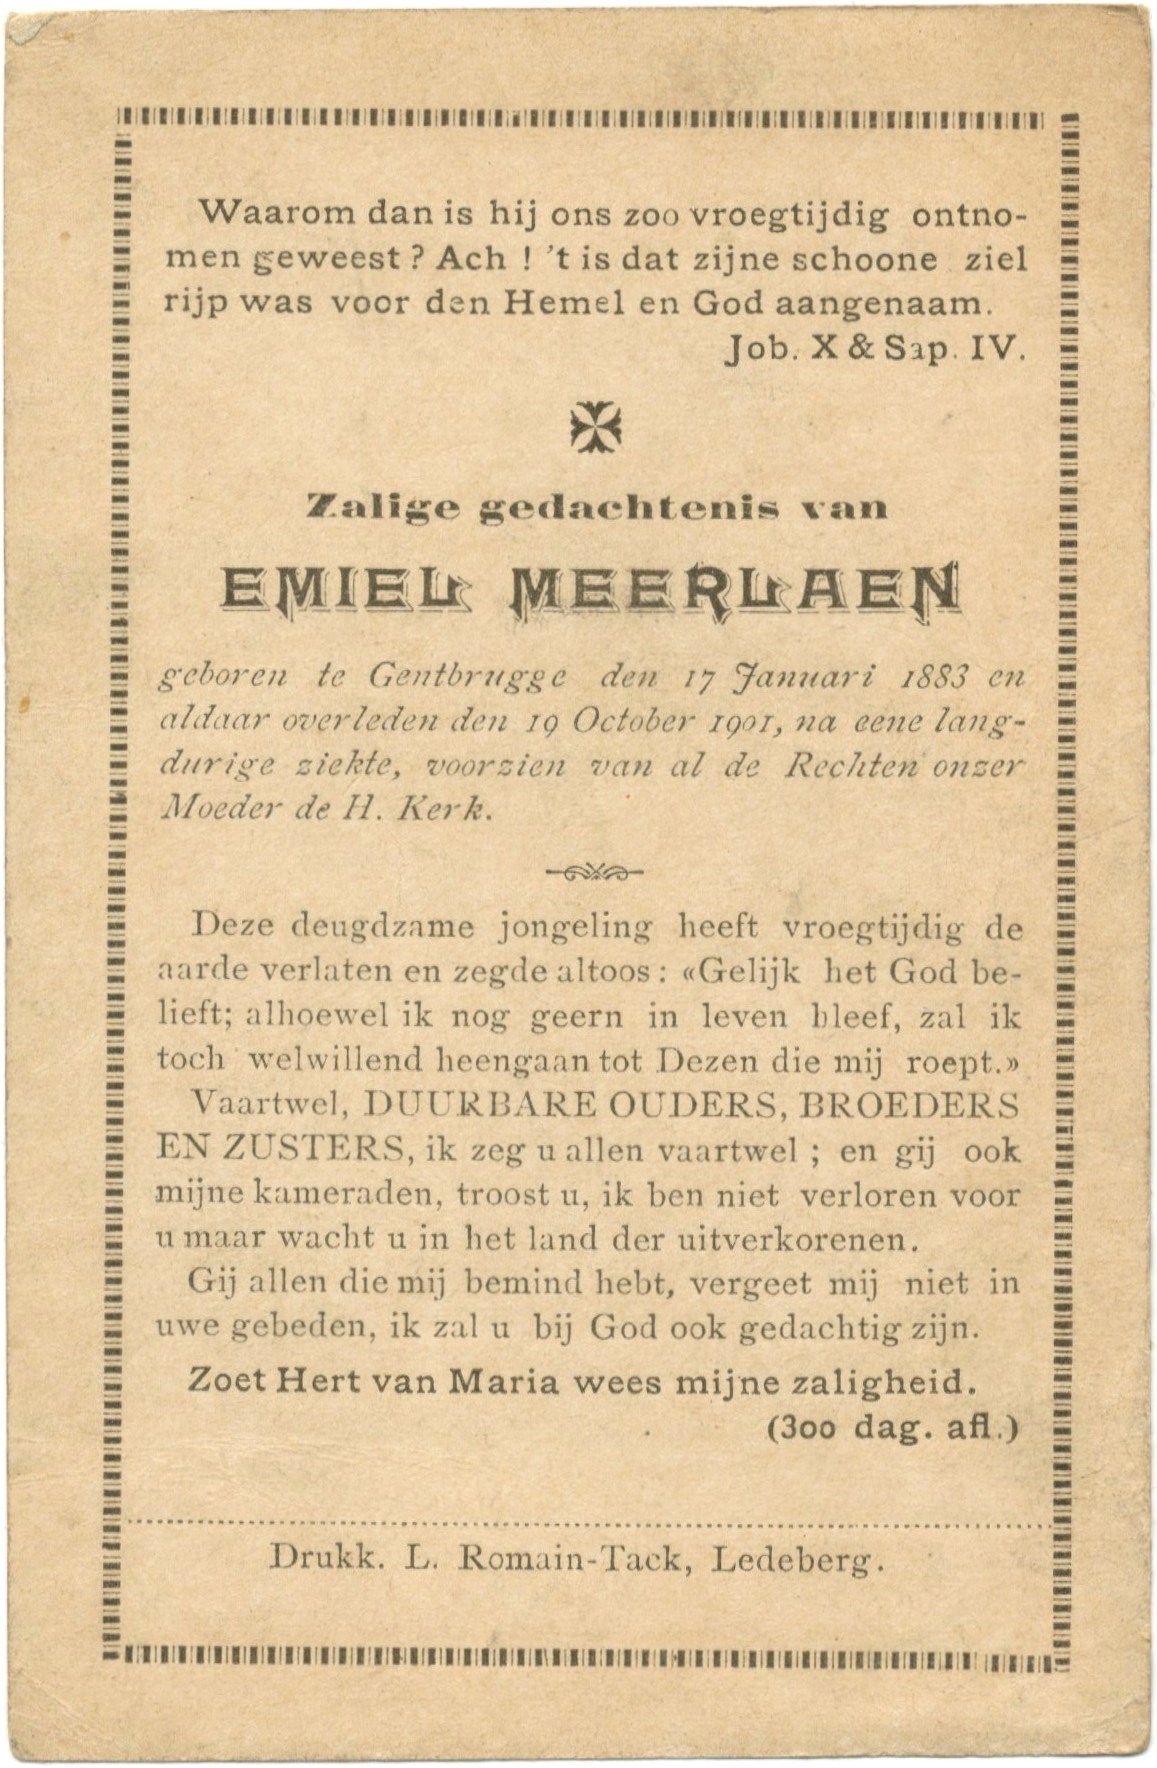 Waarom dan is hij ons zoo vroegtijdig ontno-
men geweest ? Ach ! 't is dat zijne schoone ziel
rijp was voor den Hemel en God aangenaam.
Job. X & Sap. IV.
Zalige gedachtenis van
EMIEL MEERLAEN
geboren te Gentbrugge den 17 Januari 1883 en
aldaar overleden den 19 October 1901, na eene lang-
durige ziekte, voorzien van al de Rechten onzer
Moeder de H. Kerk.
Deze deugdzame jongeling heeft vroegtijdig de
aarde verlaten en zegde altoos : «Gelijk het God be-
lieft; alhoewel ik nog geern in leven bleef, zal ik
toch welwillend heengaan tot Dezen die mij roept.»
Vaartwel, DUURBARE OUDERS, BROEDERS
EN ZUSTERS, ik zeg u allen vaartwel ; en gij ook
mijne kameraden, troost u, ik ben niet verloren voor
u maar wacht u in het land der uitverkorenen.
Gij allen die mij bemind hebt, vergeet mij niet in
uwe gebeden, ik zal u bij God ook gedachtig zijn.
Zoet Hert van Maria wees mijne zaligheid.
(300 dag. afl.)
Drukk. L. Romain-Tack, Ledeberg.